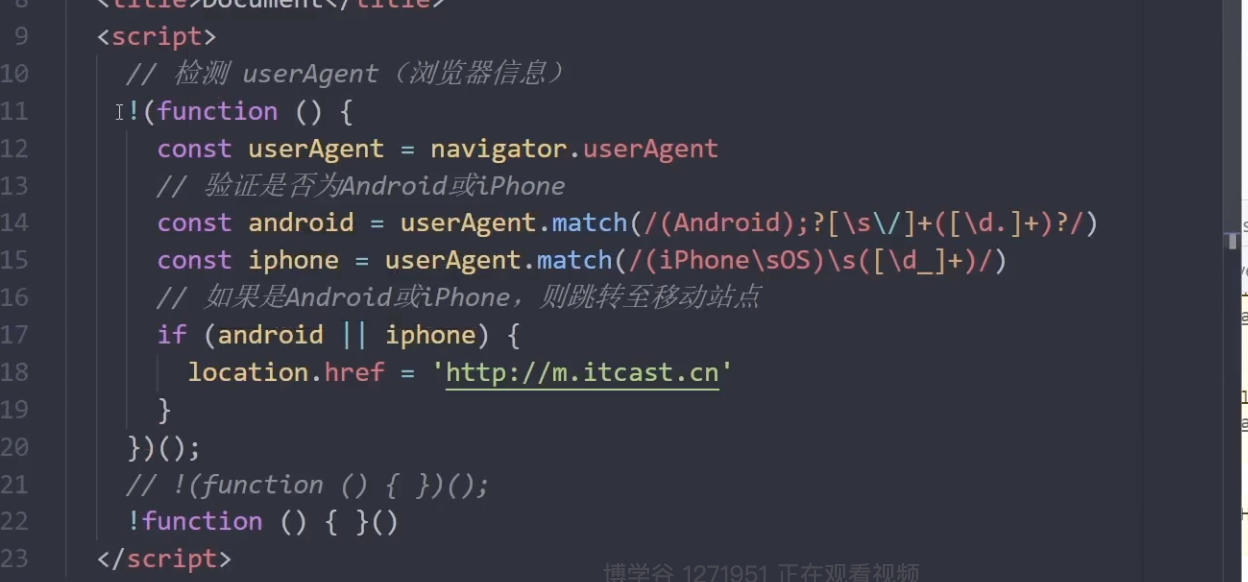 8 <title>Document</title>
9 <script>
10 // 检测 userAgent（浏览器信息）
11 !(function () {
12 const userAgent = navigator.userAgent
13 // 验证是否为Android或iPhone
14 const android = userAgent.match(/(Android);?[\s\/]+([\d.]+)?/)
15 const iphone = userAgent.match(/(iPhone\sOS)\s([\d_]+)/)
16 // 如果是Android或iPhone，则跳转至移动站点
17 if (android || iphone) {
18 location.href = 'http://m.itcast.cn'
19 }
20 })();
21 // !(function () { })();
22 !function () { }()
23 </script>
博学谷 1271951 正在观看视频